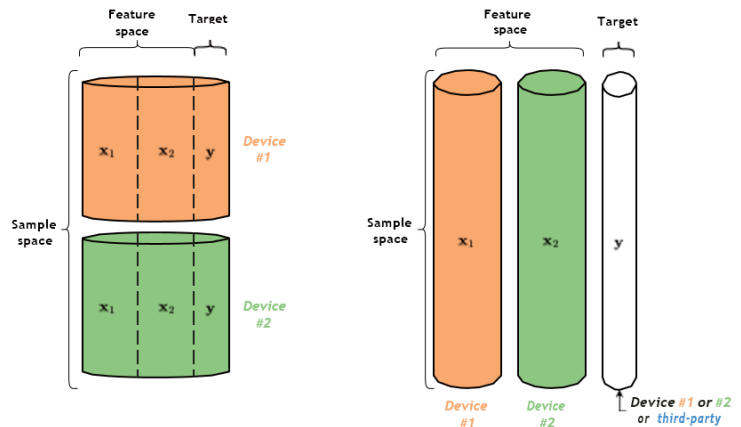 Feature
space
Target
Sample
space
x₁
x₂
y
Device
#1
x₁
x₂
y
Device
#2
Feature
space
Target
Sample
space
x₁
x₂
y
Device
#1
Device
#2
Device #1 or #2
or third-party